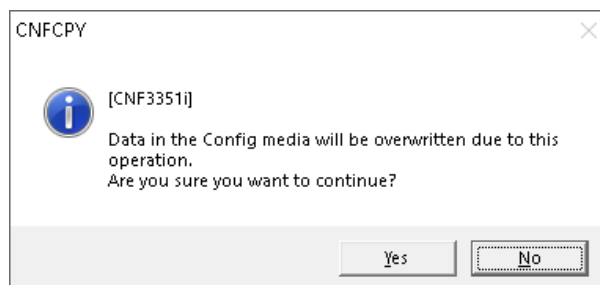 CNFCPY
[CNF3351i]
Data in the Config media will be overwritten due to this
operation.
Are you sure you want to continue?
Yes
No